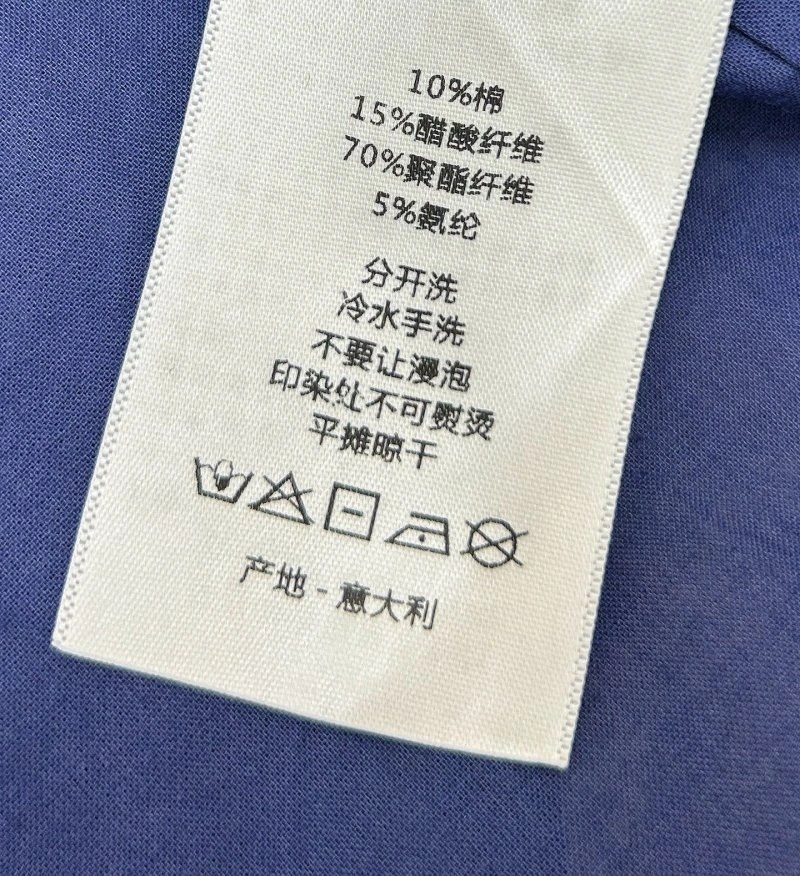 10%棉
15%醋酸纤维
70%聚酯纤维
5%氨纶
分开洗
冷水手洗
不要让漫泡
印染处不可熨烫
平摊晾干
产地 - 意大利